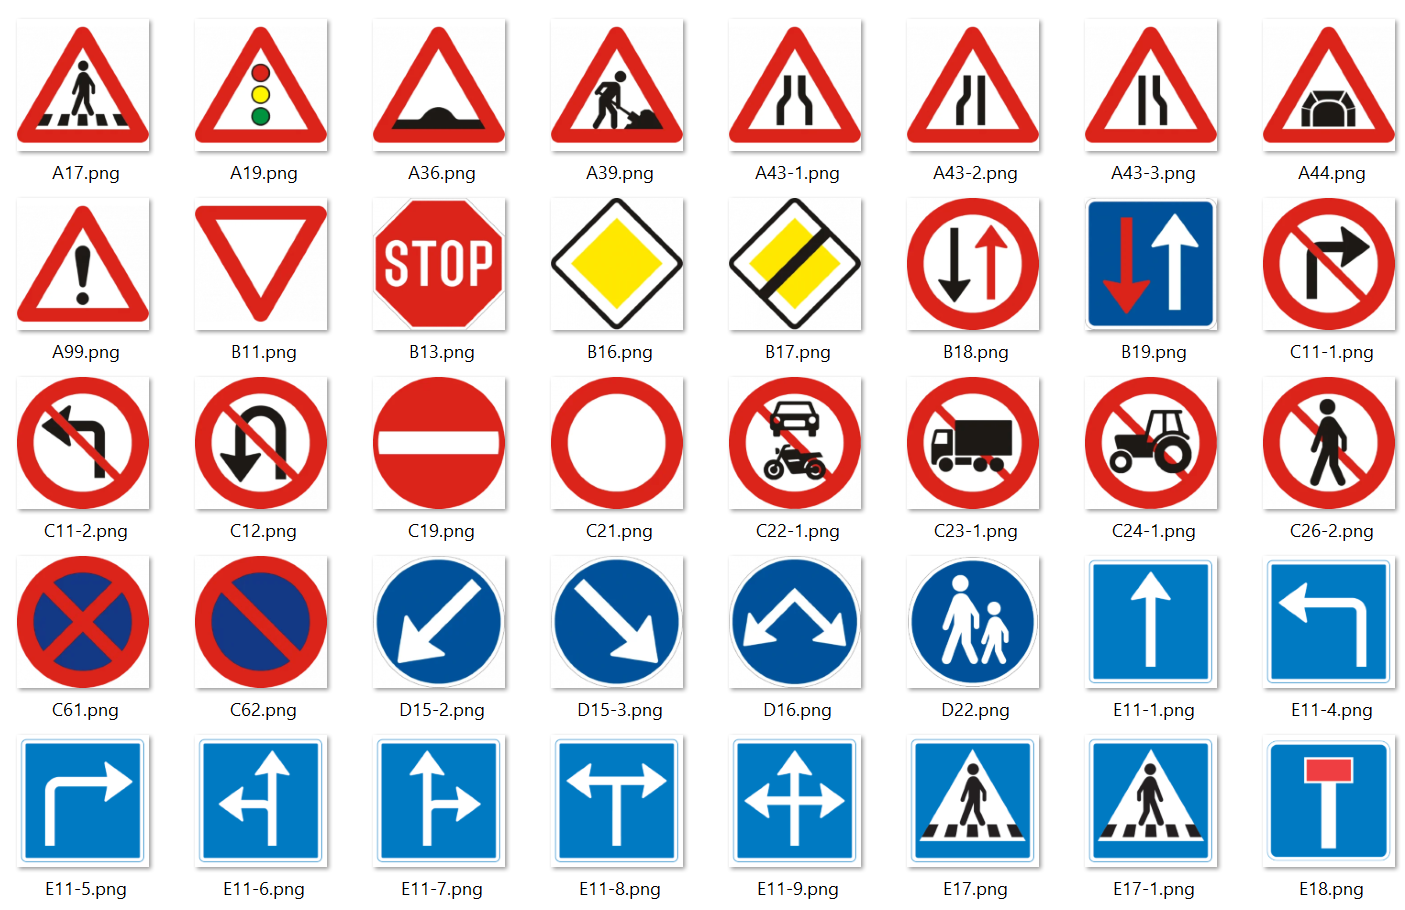 A17.png A19.png A36.png A39.png A43-1.png A43-2.png A43-3.png A44.png
STOP
A99.png B11.png B13.png B16.png B17.png B18.png B19.png C11-1.png
C11-2.png C12.png C19.png C21.png C22-1.png C23-1.png C24-1.png C26-2.png
C61.png C62.png D15-2.png D15-3.png D16.png D22.png E11-1.png E11-4.png
E11-5.png E11-6.png E11-7.png E11-8.png E11-9.png E17.png E17-1.png E18.png